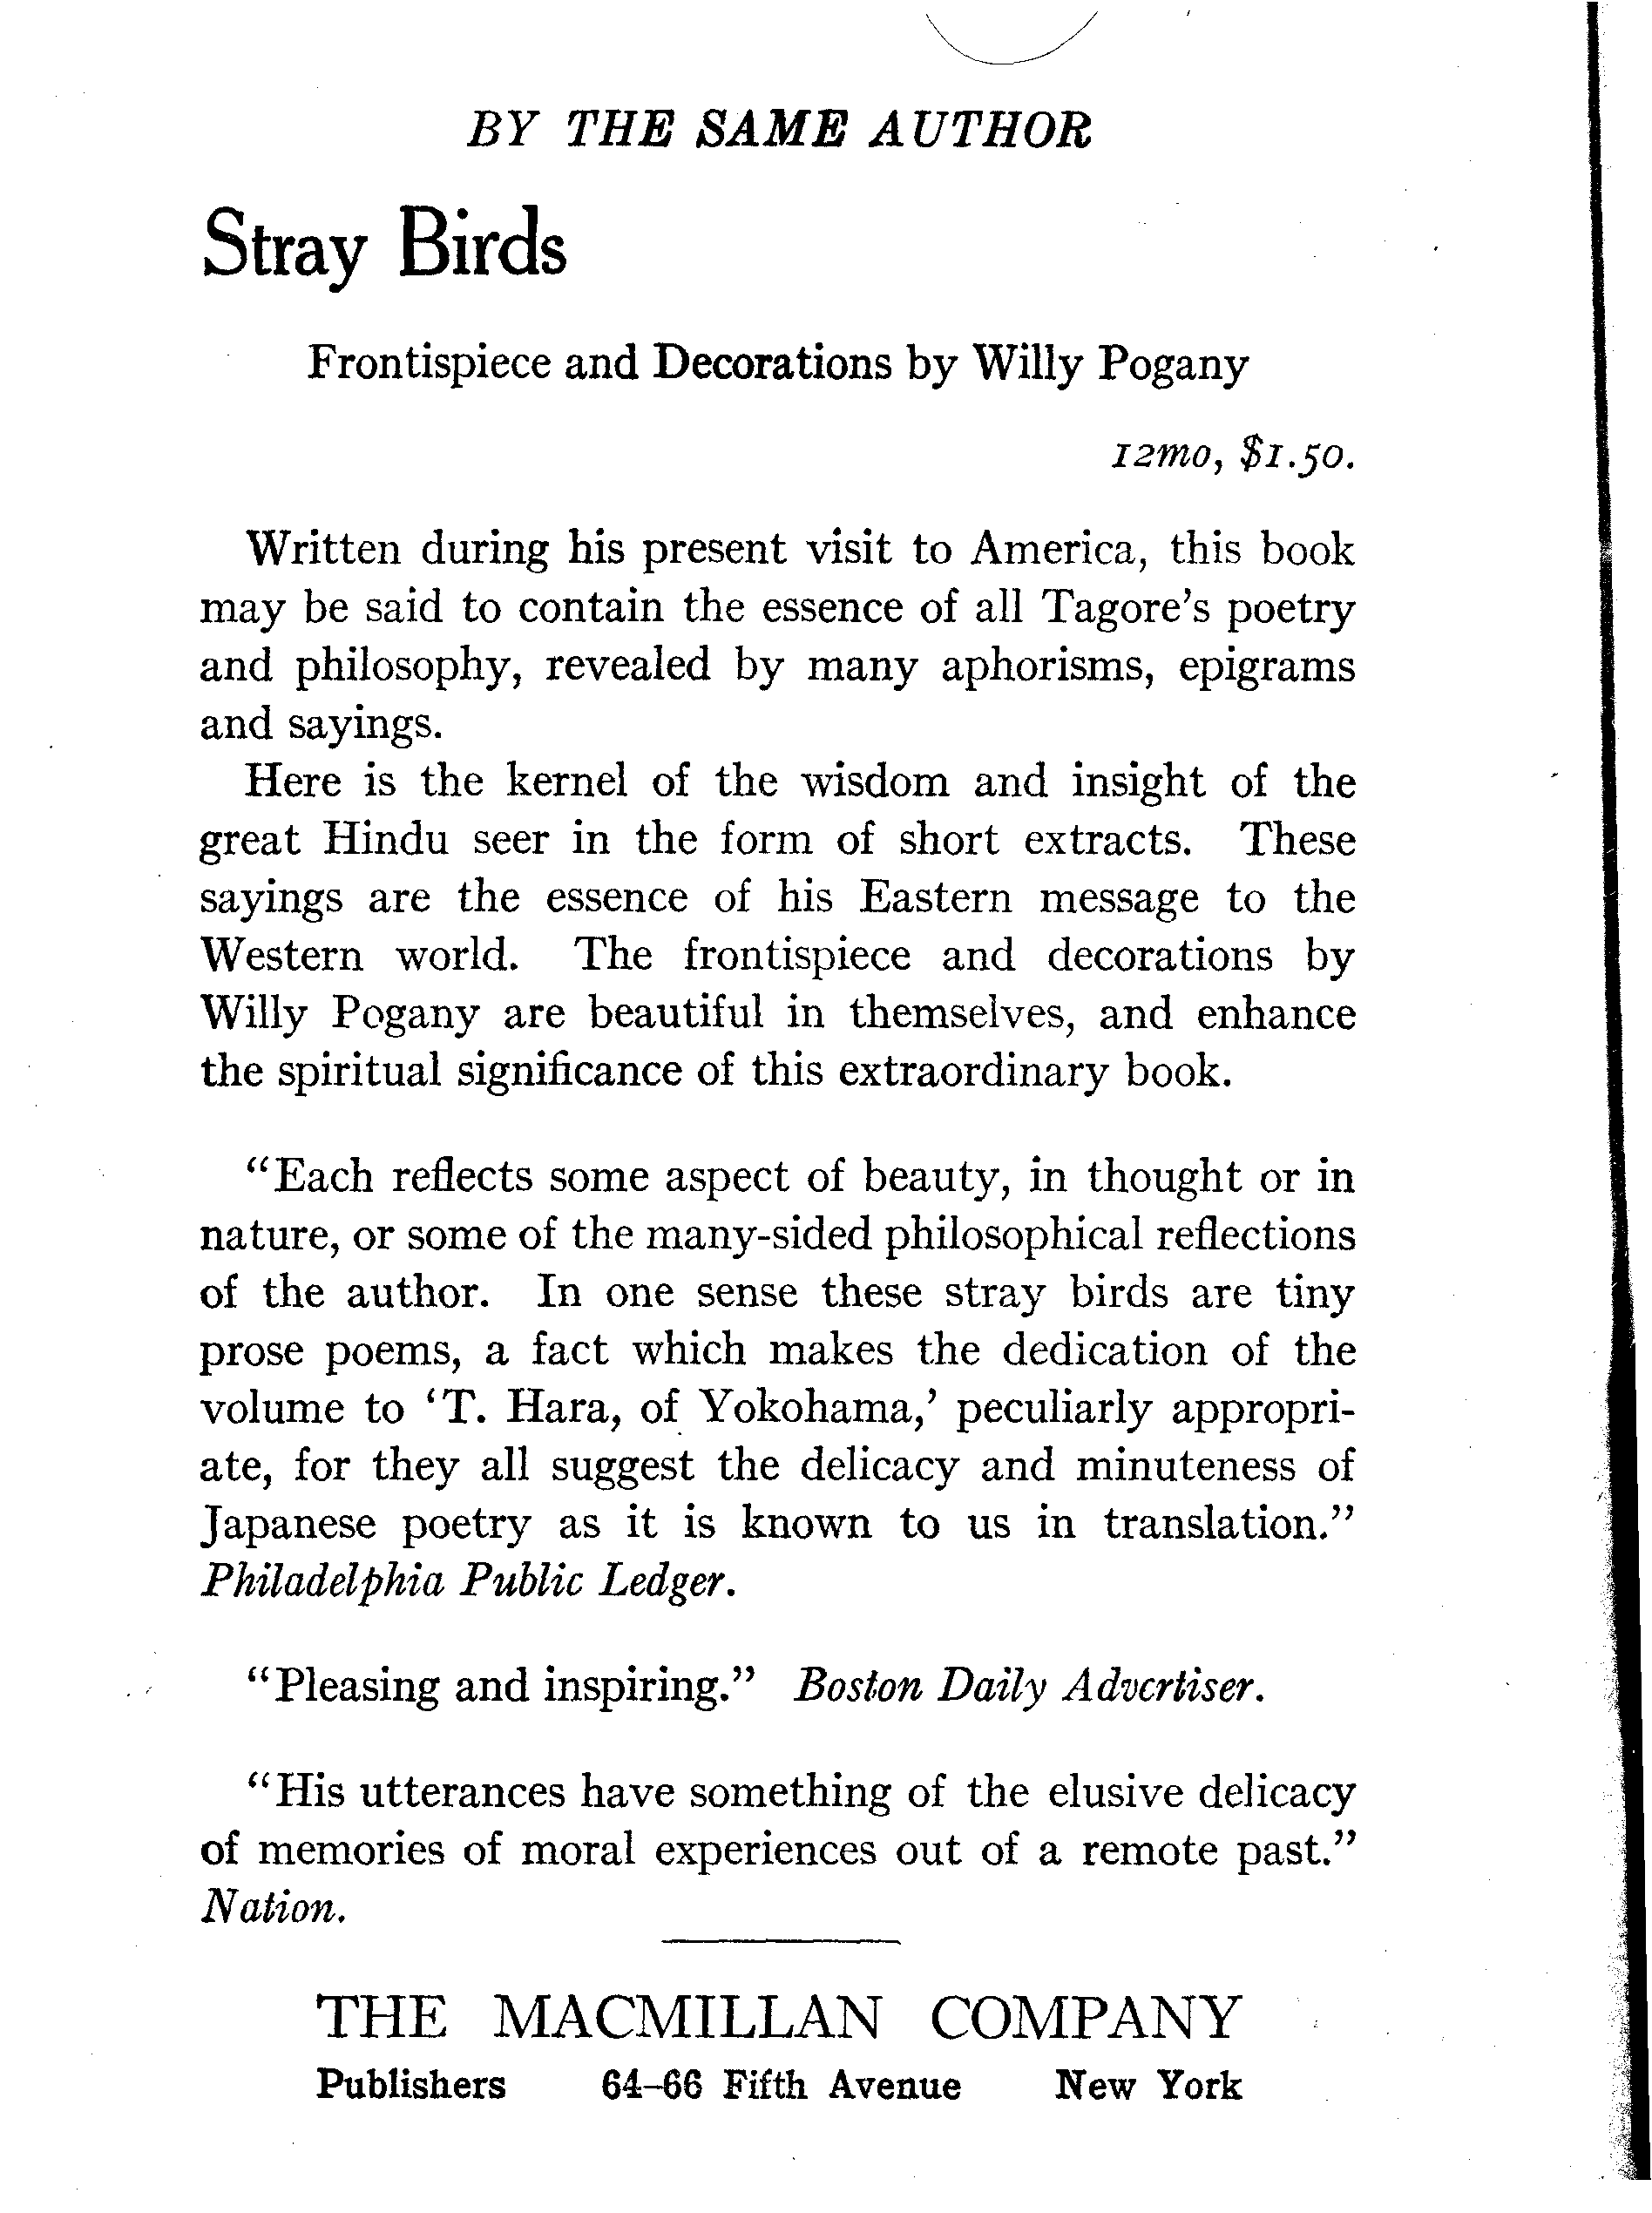 BY THE SAME AUTHOR
Stray Birds
Frontispiece and Decorations by Willy Pogany
12mo, $1.50.
Written during his present visit to America, this book
may be said to contain the essence of all Tagore's poetry
and philosophy, revealed by many aphorisms, epigrams
and sayings.
Here is the kernel of the wisdom and insight of the
great Hindu seer in the form of short extracts. These
sayings are the essence of his Eastern message to the
Western world. The frontispiece and decorations by
Willy Pogany are beautiful in themselves, and enhance
the spiritual significance of this extraordinary book.
"Each reflects some aspect of beauty, in thought or in
nature, or some of the many-sided philosophical reflections
of the author. In one sense these stray birds are tiny
prose poems, a fact which makes the dedication of the
volume to 'T. Hara, of Yokohama,' peculiarly appropri-
ate, for they all suggest the delicacy and minuteness of
Japanese poetry as it is known to us in translation."
Philadelphia Public Ledger.
"Pleasing and inspiring." Boston Daily Advertiser.
"His utterances have something of the elusive delicacy
of memories of moral experiences out of a remote past."
Nation.
THE MACMILLAN COMPANY
Publishers 64–66 Fifth Avenue New York